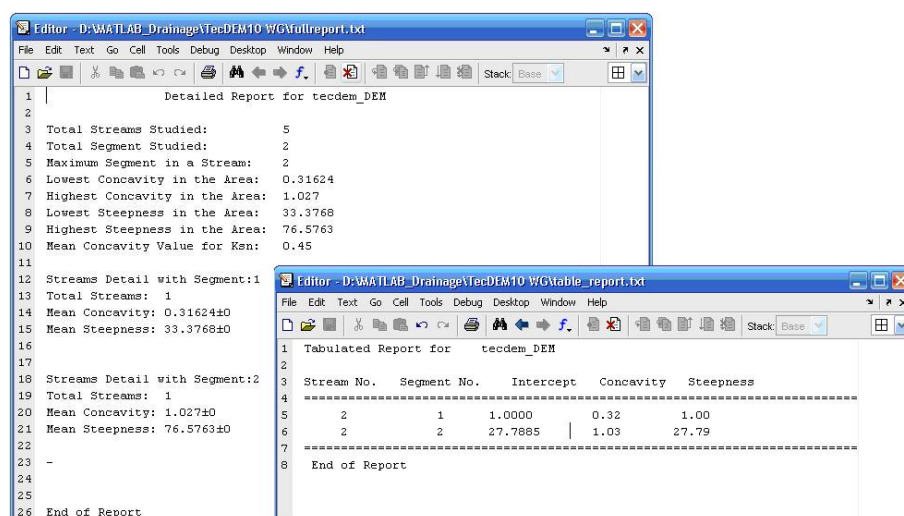 Editor - D:\MATLAB_Drainage\TecDEM10 WG\fullreport.txt
File Edit Text Go Cell Tools Debug Desktop Window Help
Stack: Base
1 Detailed Report for tecdem_DEM
2
3 Total Streams Studied: 5
4 Total Segment Studied: 2
5 Maximum Segment in a Stream: 2
6 Lowest Concavity in the Area: 0.31624
7 Highest Concavity in the Area: 1.027
8 Lowest Steepness in the Area: 33.3768
9 Highest Steepness in the Area: 76.5763
10 Mean Concavity Value for Ksn: 0.45
11
12 Streams Detail with Segment:1
13 Total Streams: 1
14 Mean Concavity: 0.31624±0
15 Mean Steepness: 33.3768±0
16
17
18 Streams Detail with Segment:2
19 Total Streams: 1
20 Mean Concavity: 1.027±0
21 Mean Steepness: 76.5763±0
22
23 -
24
25
26 End of Report
Editor - D:\MATLAB_Drainage\TecDEM10 WG\table_report.txt
File Edit Text Go Cell Tools Debug Desktop Window Help
Stack: Base
1 Tabulated Report for tecdem_DEM
2
3 Stream No. Segment No. Intercept Concavity Steepness
4 ==============================================================================
5 2 1 1.0000 0.32 1.00
6 2 2 27.7885 1.03 27.79
7 ==============================================================================
8 End of Report